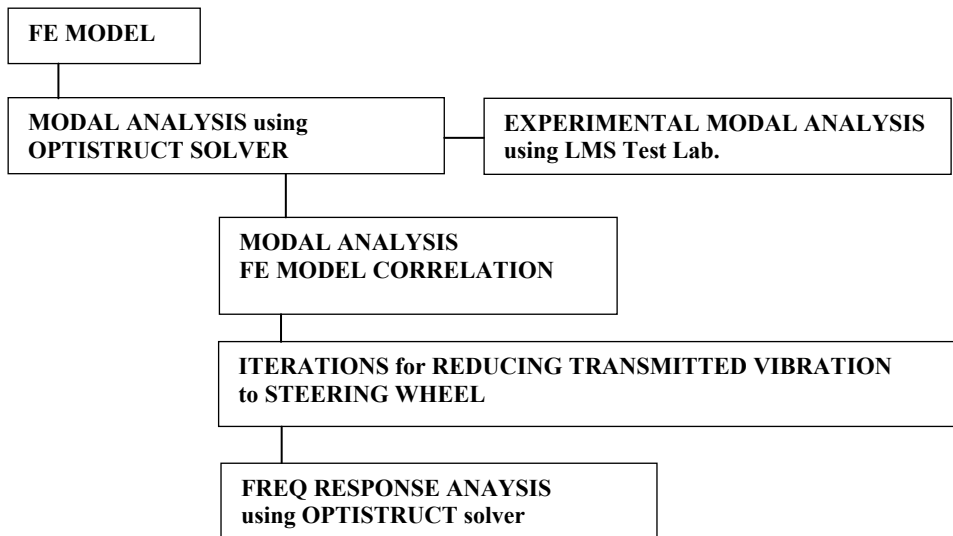 FE MODEL
MODAL ANALYSIS using
OPTISTRUCT SOLVER
EXPERIMENTAL MODAL ANALYSIS
using LMS Test Lab.
MODAL ANALYSIS
FE MODEL CORRELATION
ITERATIONS for REDUCING TRANSMITTED VIBRATION
to STEERING WHEEL
FREQ RESPONSE ANAYSIS
using OPTISTRUCT solver